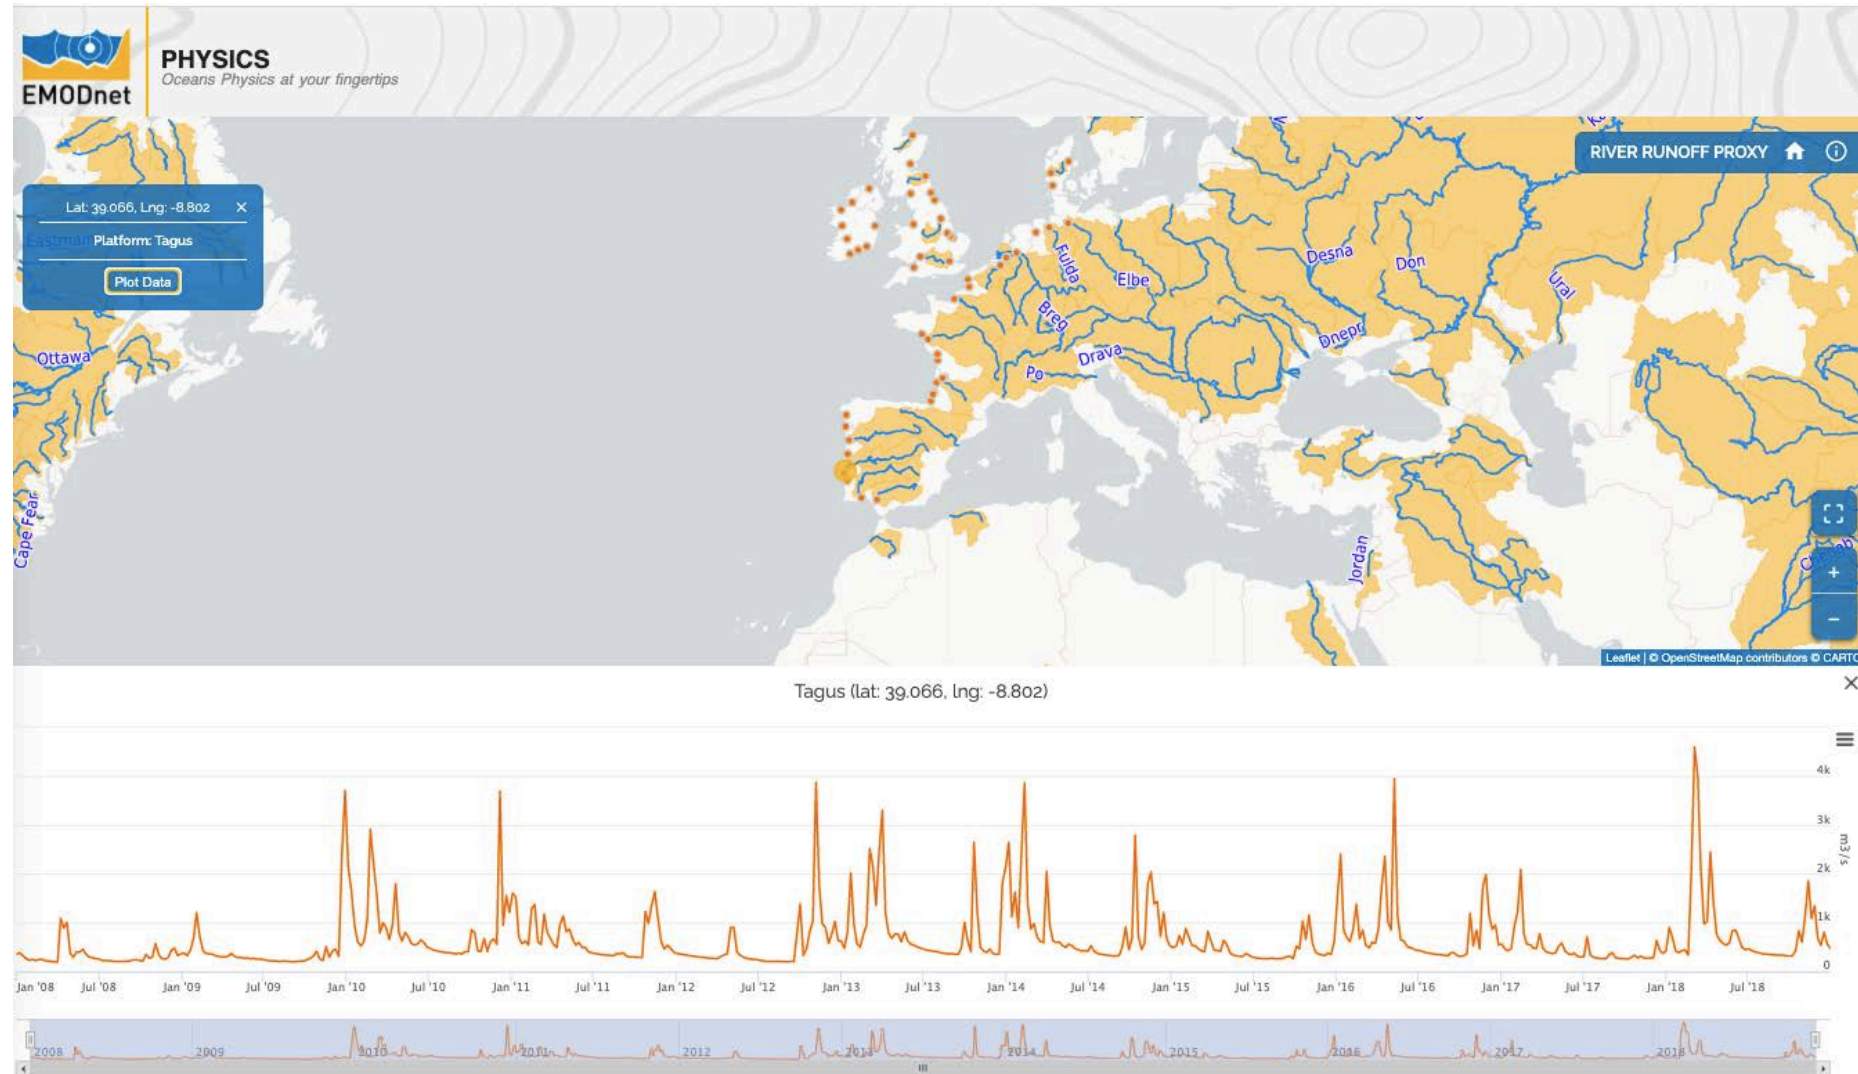 EMODnet
PHYSICS
Oceans Physics at your fingertips
RIVER RUNOFF PROXY
Lat: 39.066, Lng: -8.802 ×
Eastmain
Platform: Tagus
Plot Data
Ottawa
Cape Fear
Fulda
Elbe
Breg
Drava
Po
Desna
Don
Dnepr
Ural
Jordan
+
−
Leaflet | © OpenStreetMap contributors © CARTO
Tagus (lat: 39.066, lng: -8.802) ×
4k
3k
2k
1k
0
m3/s
Jan '08 Jul '08 Jan '09 Jul '09 Jan '10 Jul '10 Jan '11 Jul '11 Jan '12 Jul '12 Jan '13 Jul '13 Jan '14 Jul '14 Jan '15 Jul '15 Jan '16 Jul '16 Jan '17 Jul '17 Jan '18 Jul '18
2008 2009 2010 2011 2012 2013 2014 2015 2016 2017 2018